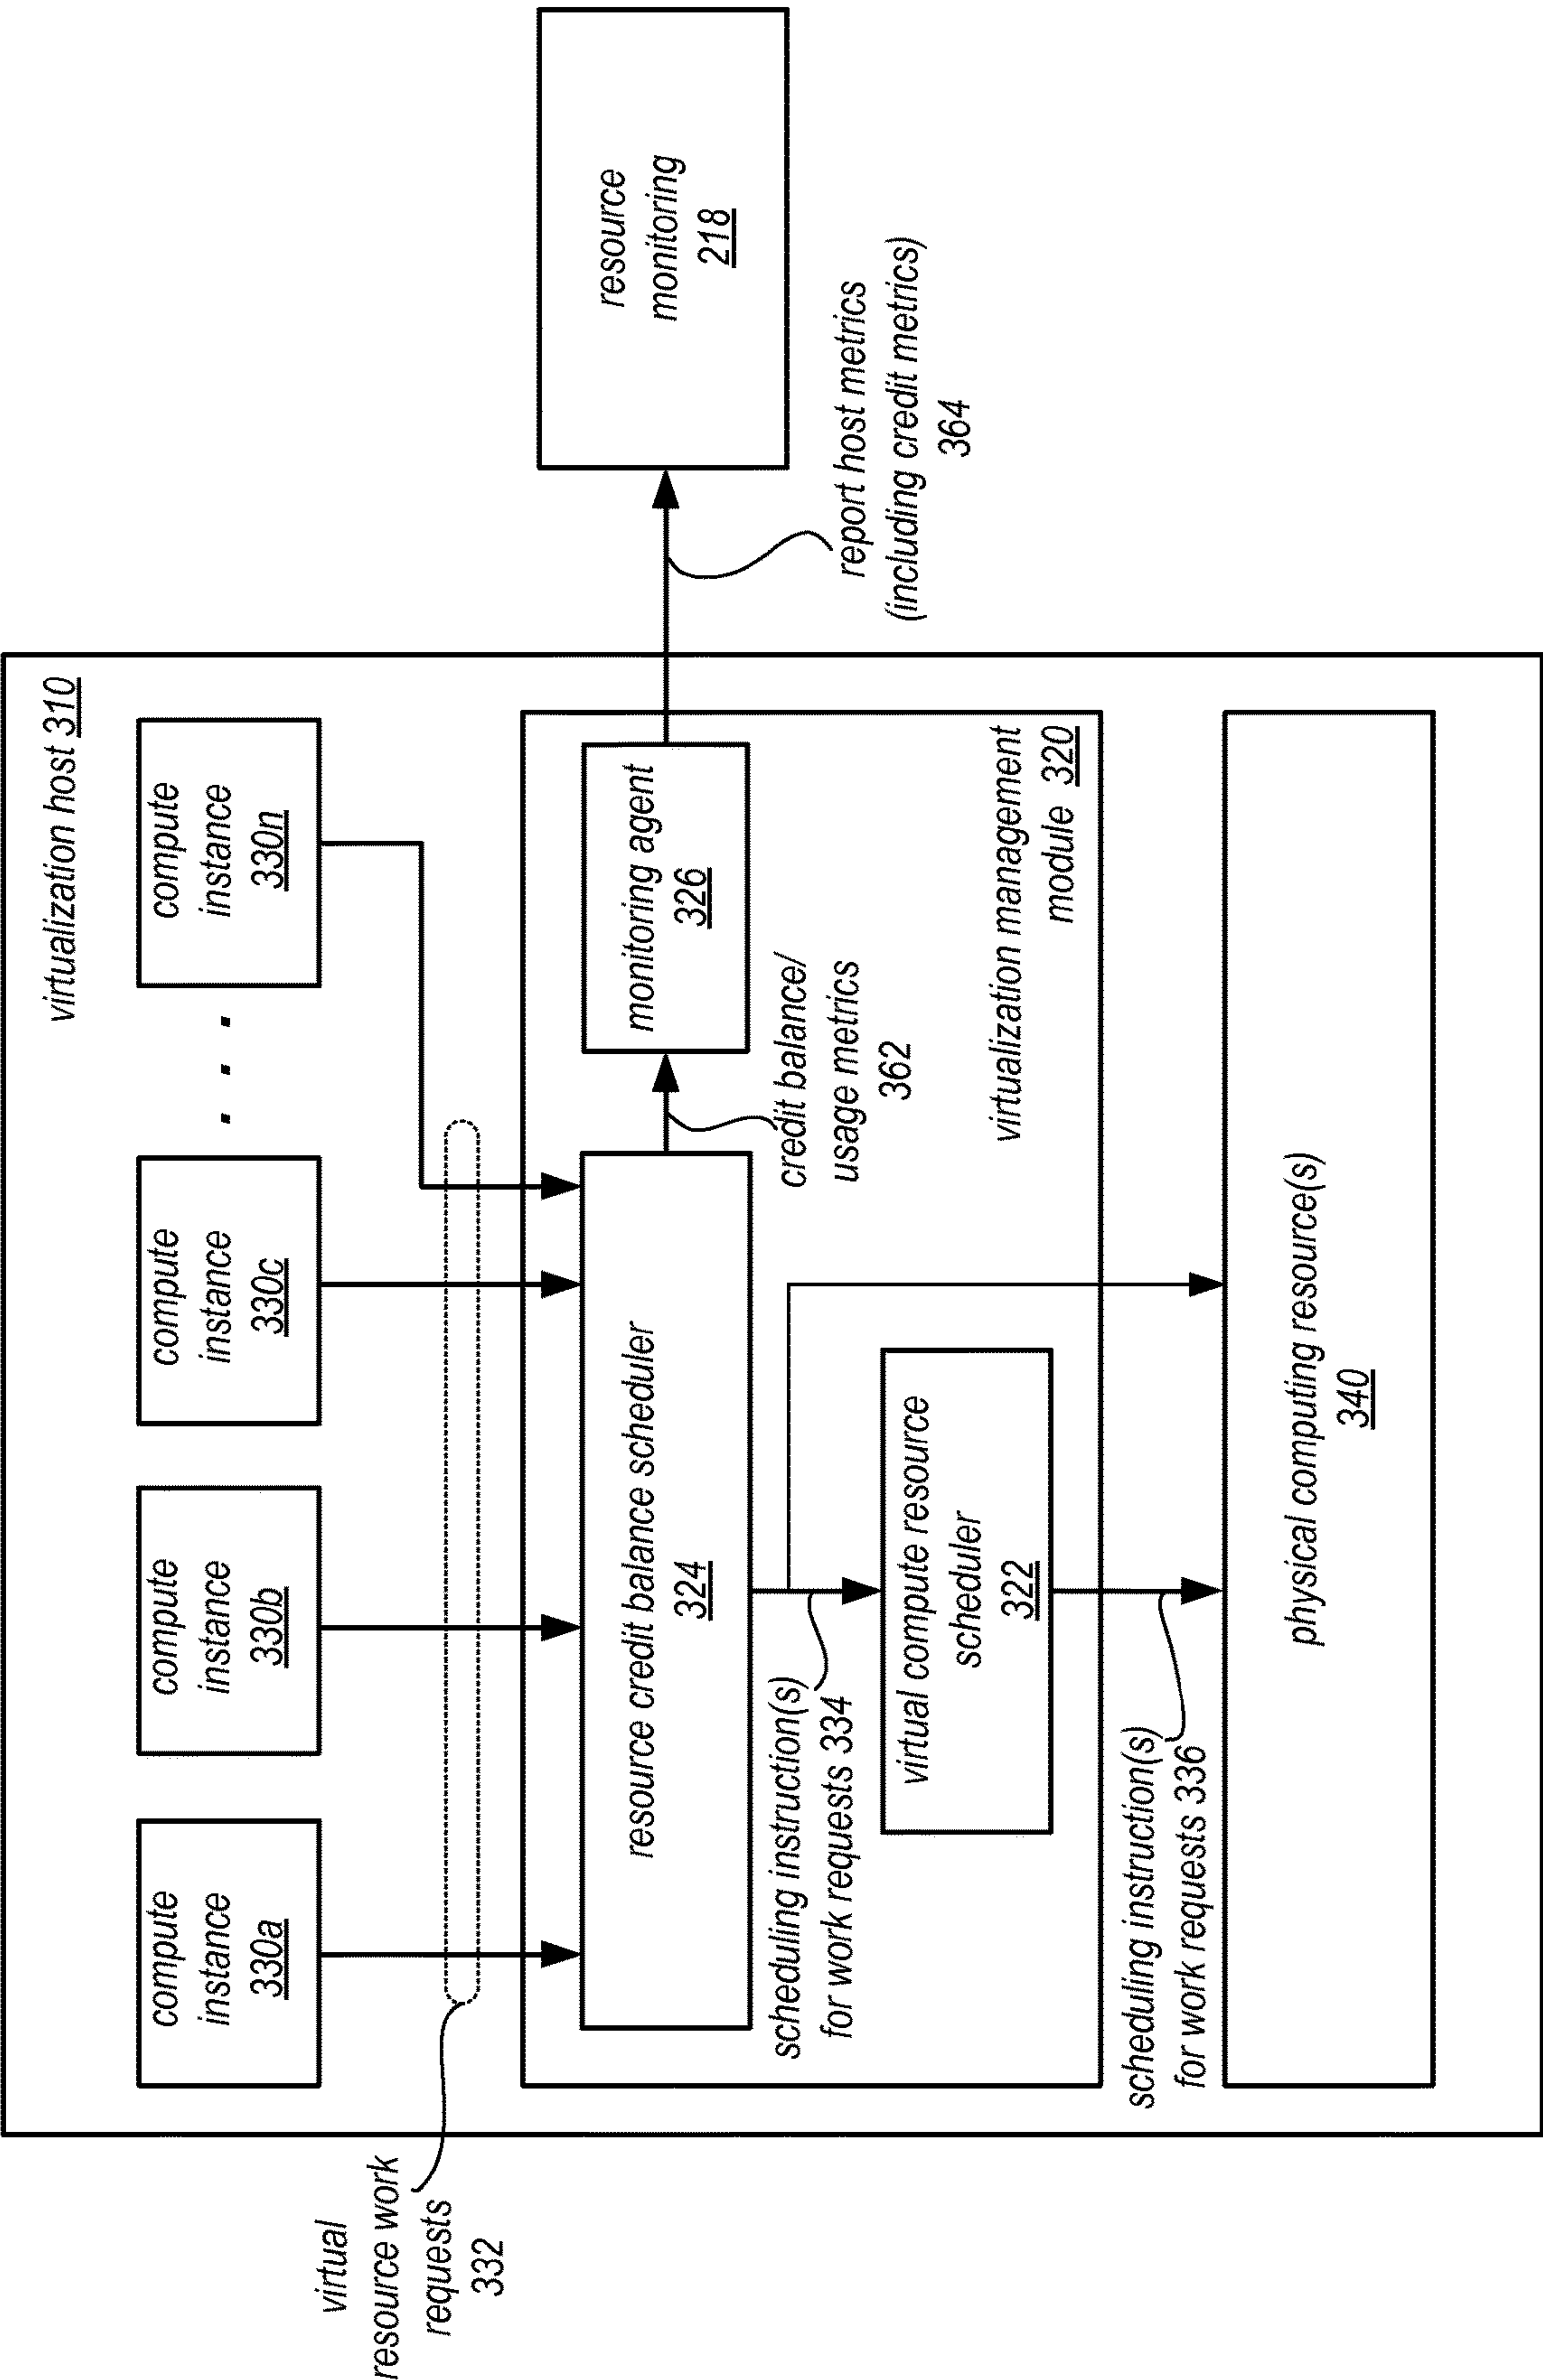 virtualization host 310
compute
instance
330a
compute
instance
330b
compute
instance
330c
. . .
compute
instance
330n
virtual
resource work
requests
332
resource credit balance scheduler
324
monitoring agent
326
resource
monitoring
218
credit balance/
usage metrics
362
report host metrics
(including credit metrics)
364
scheduling instruction(s)
for work requests 334
virtual compute resource
scheduler
322
virtualization management
module 320
scheduling instruction(s)
for work requests 336
physical computing resource(s)
340